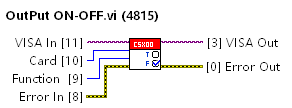 OutPut ON-OFF.vi (4815)
VISA In [11]
CSX00
[3] VISA Out
Card [10]
T
Function [9]
F
[0] Error Out
Error In [8]